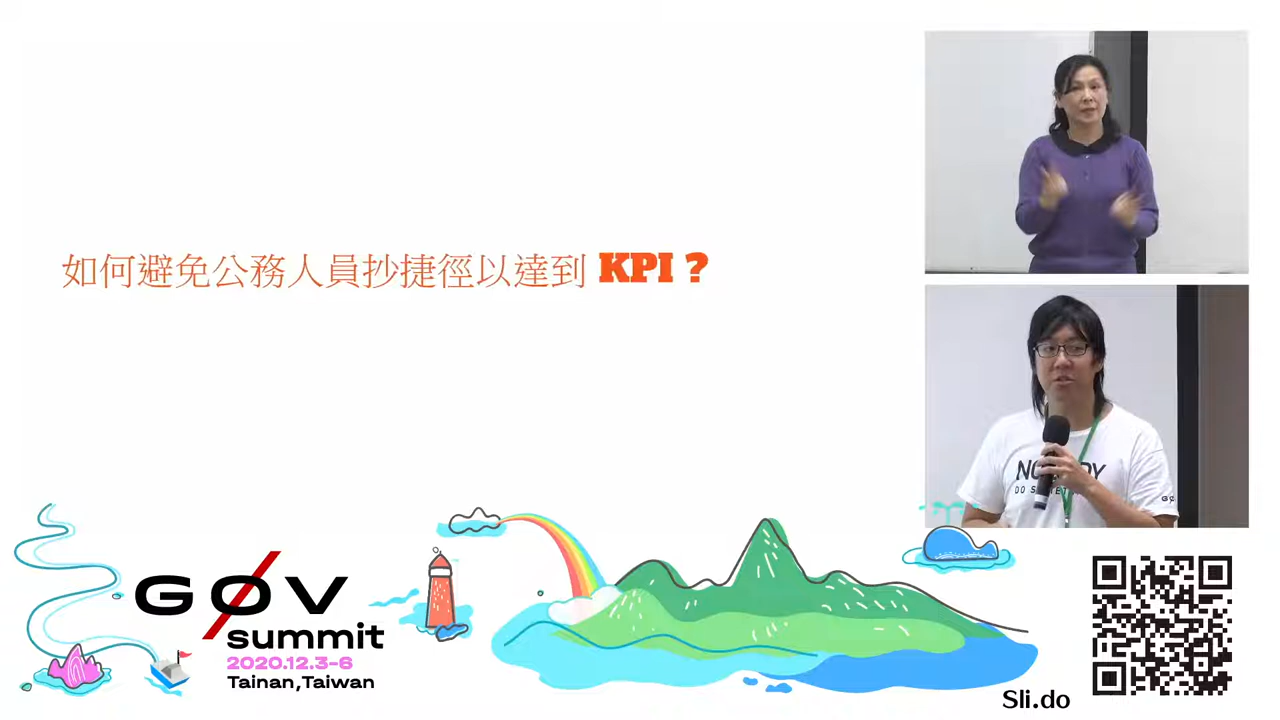 如何避免公務人員抄捷徑以達到 KPI？
GØV
summit
2020.12.3-6
Tainan,Taiwan
Sli.do